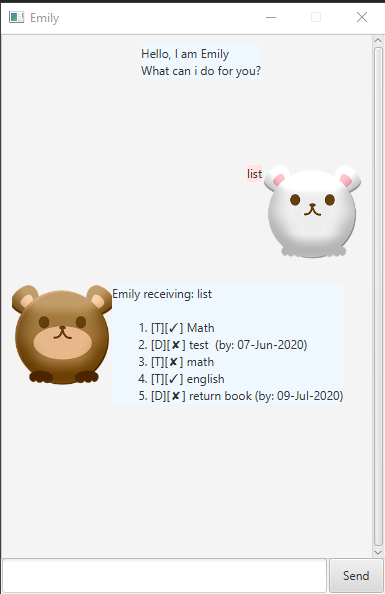 Emily
Hello, I am Emily
What can i do for you?
list
Emily receiving: list
1. [T][✓] Math
2. [D][✘] test  (by: 07-Jun-2020)
3. [T][✘] math
4. [T][✓] english
5. [D][✘] return book (by: 09-Jul-2020)
Send